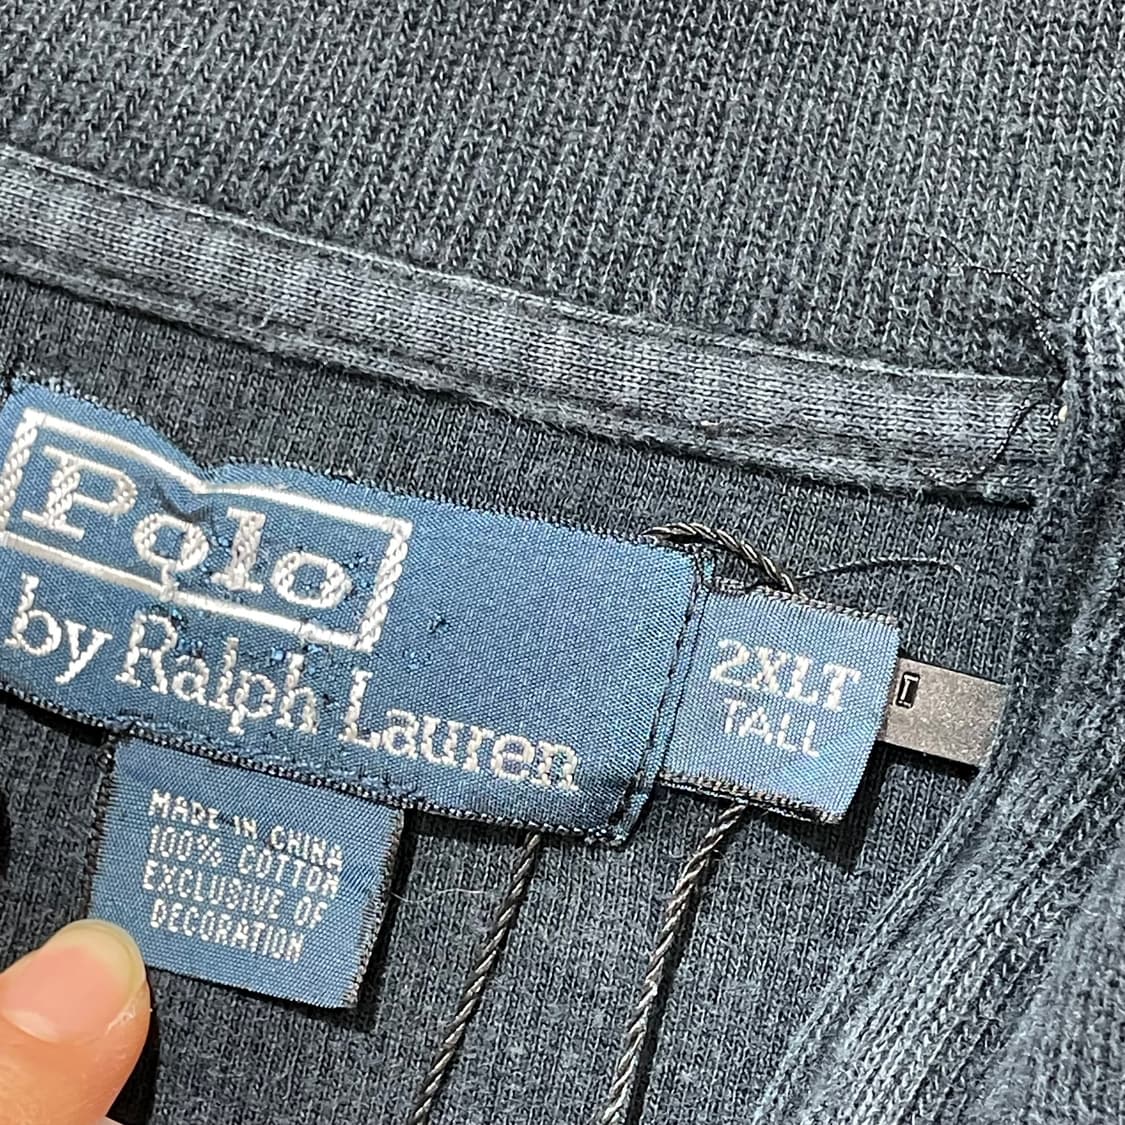 Polo
by Ralph Lauren
2XLT
TALL
MADE IN CHINA
100% COTTON
EXCLUSIVE OF
DECORATION